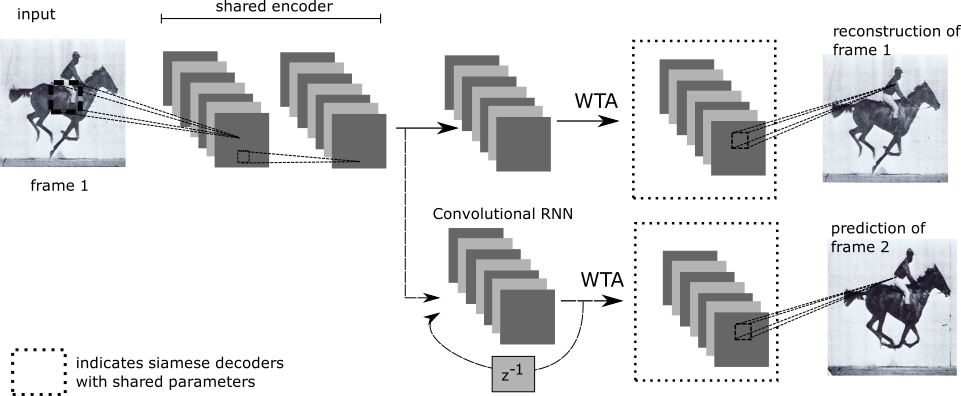 input
shared encoder
frame 1
WTA
reconstruction of
frame 1
Convolutional RNN
WTA
prediction of
frame 2
z-1
indicates siamese decoders
with shared parameters